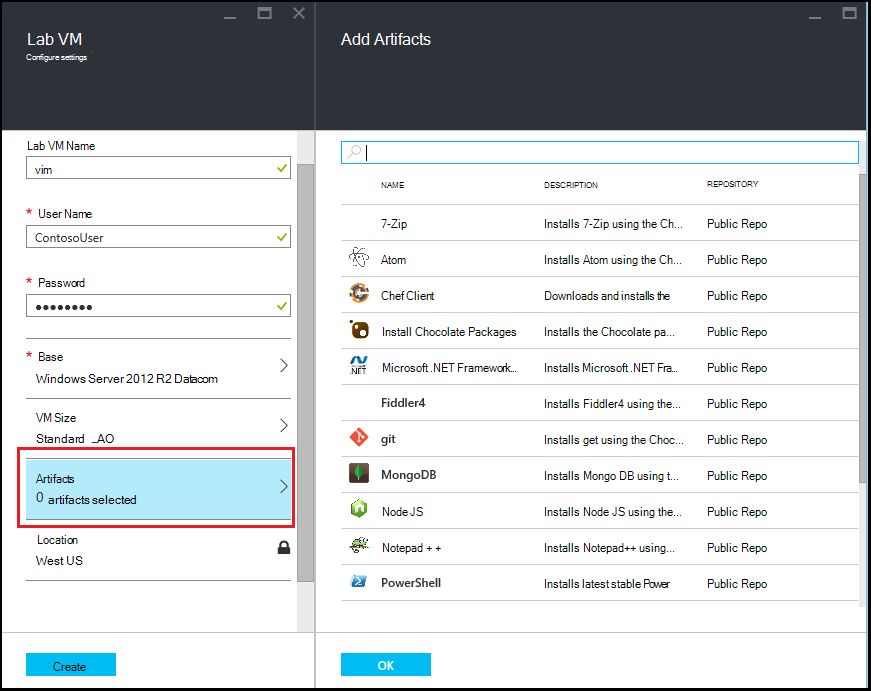 Lab VM
Configure settings
Lab VM Name
vim
* User Name
ContosoUser
* Password
●●●●●●●●
* Base
Windows Server 2012 R2 Datacom
VM Size
Standard _AO
Artifacts
0 artifacts selected
Location
West US
Create
Add Artifacts
NAME DESCRIPTION REPOSITORY
7-Zip Installs 7-Zip using the Ch... Public Repo
Atom Installs Atom using the Ch... Public Repo
Chef Client Downloads and installs the Public Repo
Install Chocolate Packages Installs the Chocolate pa... Public Repo
.NET Microsoft .NET Framework... Installs Microsoft .NET Fra... Public Repo
Fiddler4 Installs Fiddler4 using the... Public Repo
git Installs get using the Choc... Public Repo
MongoDB Installs Mongo DB using t... Public Repo
Node JS Installs Node JS using the... Public Repo
Notepad + + Installs Notepad++ using... Public Repo
PowerShell Installs latest stable Power Public Repo
OK